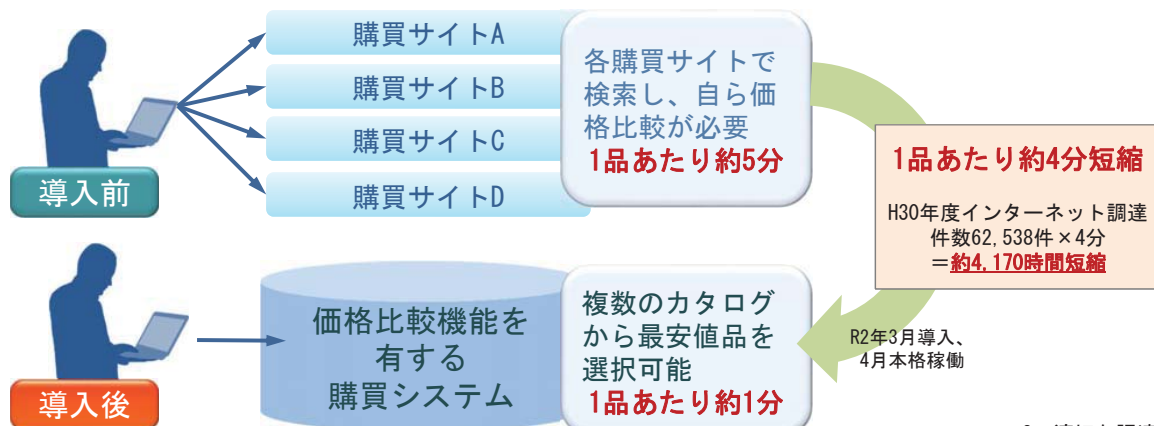 購買サイトA
購買サイトB
購買サイトC
購買サイトD
導入前
各購買サイトで
検索し、自ら価
格比較が必要
1品あたり約5分
1品あたり約4分短縮
H30年度インターネット調達
件数62,538件×4分
＝約4,170時間短縮
R2年3月導入、
4月本格稼働
導入後
価格比較機能を
有する
購買システム
複数のカタログ
から最安値品を
選択可能
1品あたり約1分